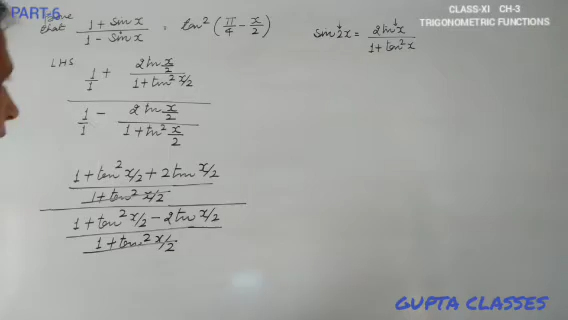 PART 6
CLASS-XI CH-3
TRIGONOMETRIC FUNCTIONS
that (1 + sin x)/(1 - sin x) = tan² (π/4 - x/2)
sin 2x = (2 tan x)/(1 + tan² x)
LHS
1/1 + (2 tan x/2)/(1 + tan² x/2)
1/1 - (2 tan x/2)/(1 + tan² x/2)
1 + tan² x/2 + 2 tan x/2
1 + tan² x/2
1 + tan² x/2 - 2 tan x/2
1 + tan² x/2
GUPTA CLASSES